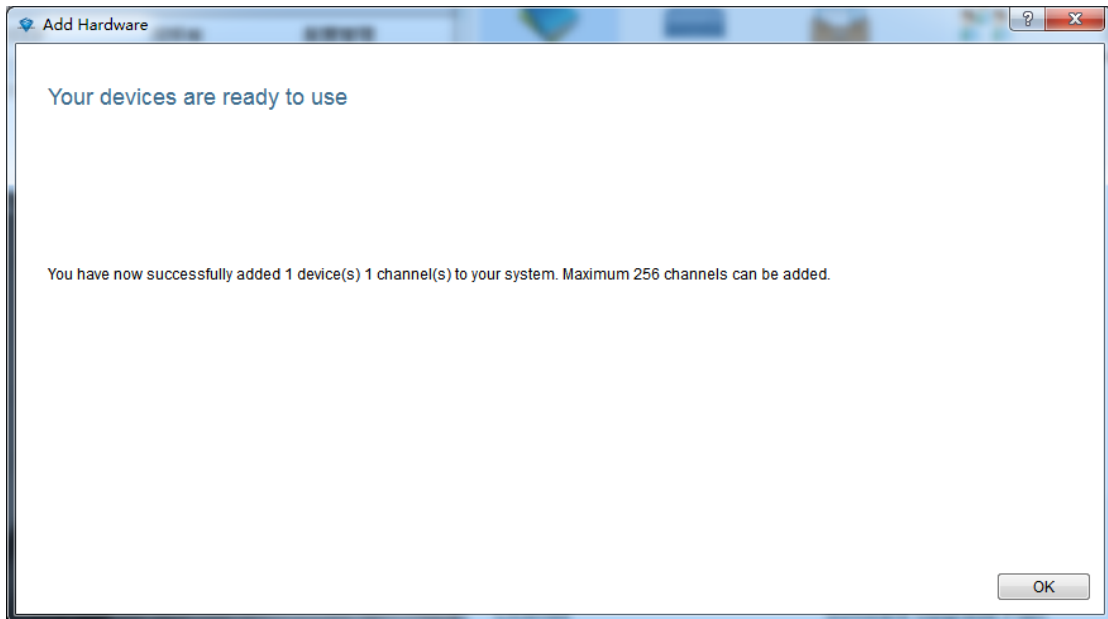 Add Hardware
Your devices are ready to use
You have now successfully added 1 device(s) 1 channel(s) to your system. Maximum 256 channels can be added.
OK